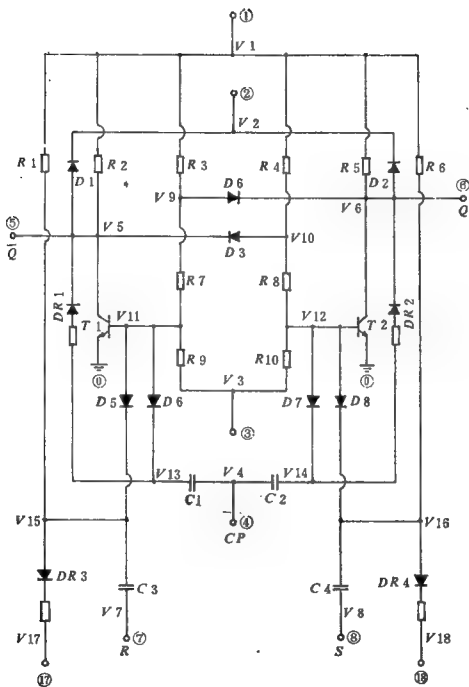 ①
V1
②
V2
R1
D1
R2
R3
R4
R5
D2
R6
V9
D6
V6
⑥
Q
⑤
Q
V5
D3
V10
DR1
T1
V11
R7
R8
V12
T2
DR2
R9
R10
⓪
⓪
V3
D5
D6
③
D7
D8
V13
V4
V14
C1
C2
V15
④
CP
V16
DR3
C3
C4
DR4
V7
V8
V17
⑦
R
⑧
S
V18
⑰
⑱